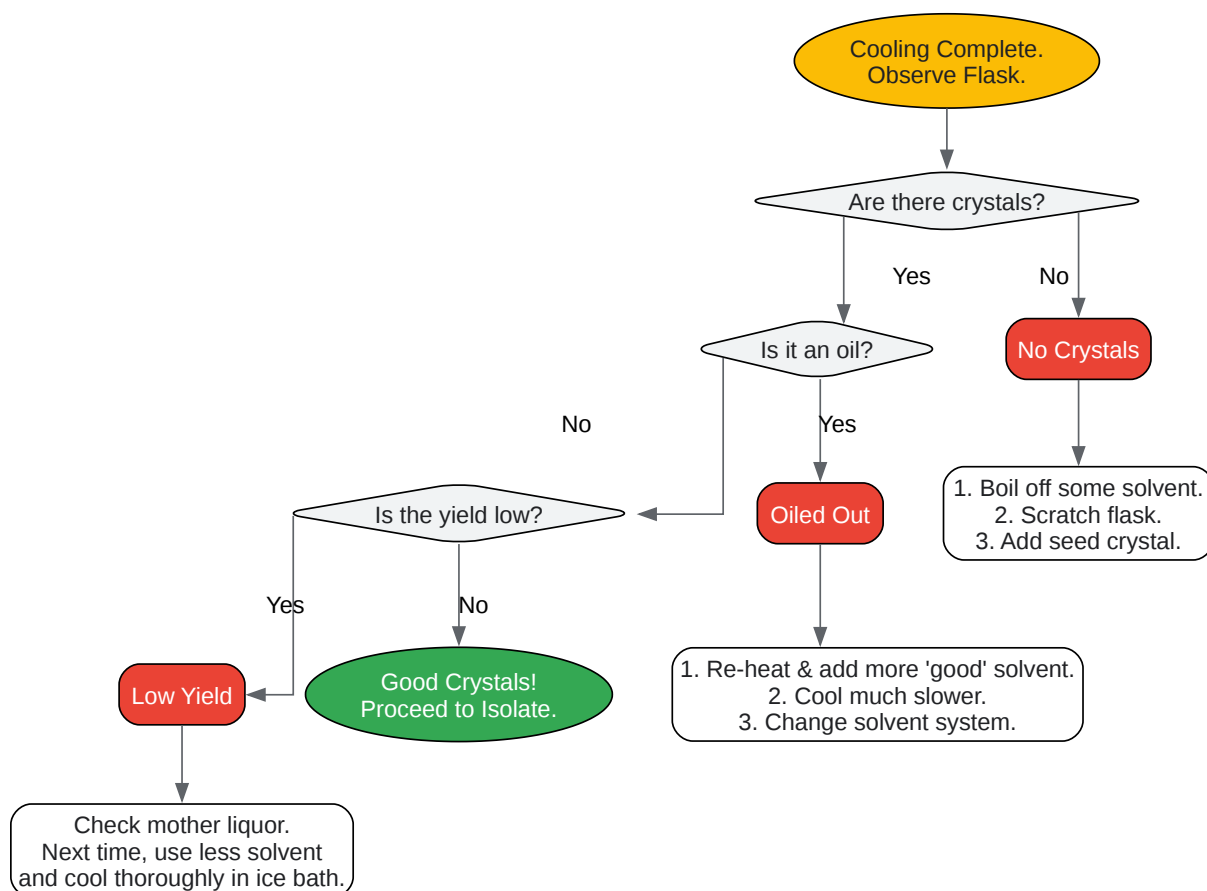 Cooling Complete.
Observe Flask.
Are there crystals?
Yes
No
Is it an oil?
No Crystals
No
Yes
1. Boil off some solvent.
2. Scratch flask.
3. Add seed crystal.
Is the yield low?
Oiled Out
Yes
No
Low Yield
Good Crystals!
Proceed to Isolate.
1. Re-heat & add more 'good' solvent.
2. Cool much slower.
3. Change solvent system.
Check mother liquor.
Next time, use less solvent
and cool thoroughly in ice bath.